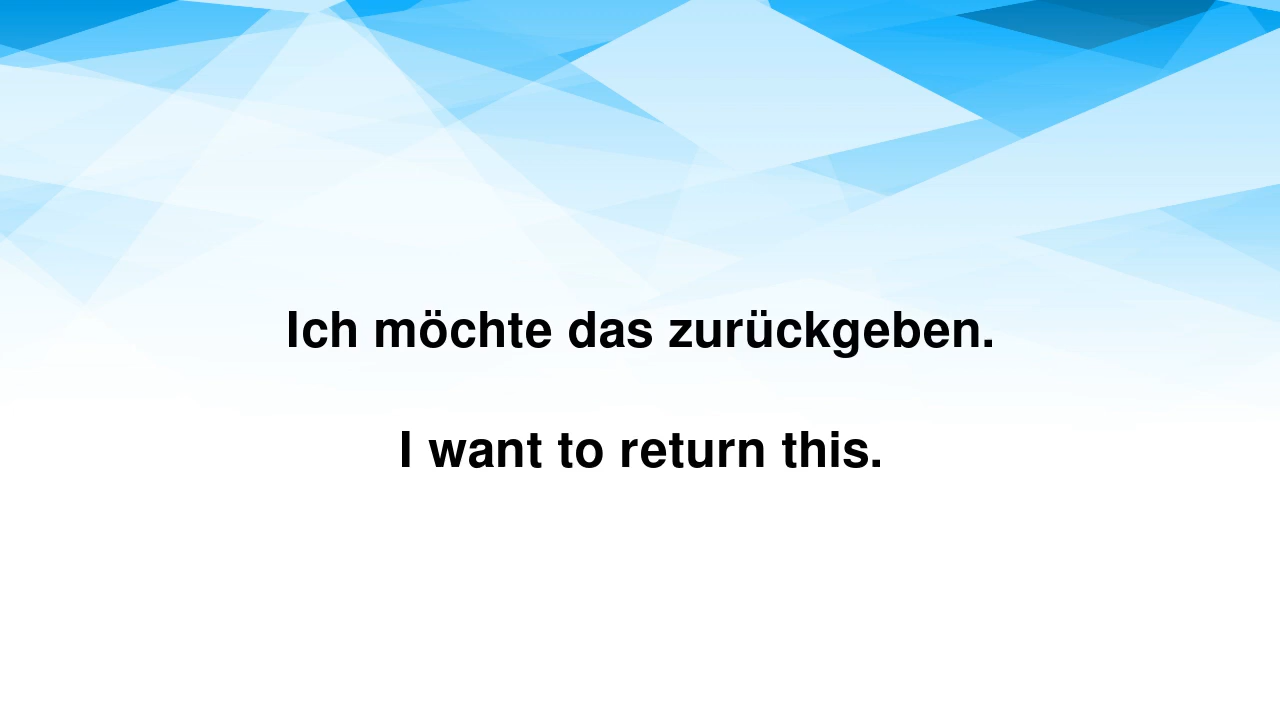 Ich möchte das zurückgeben.
I want to return this.